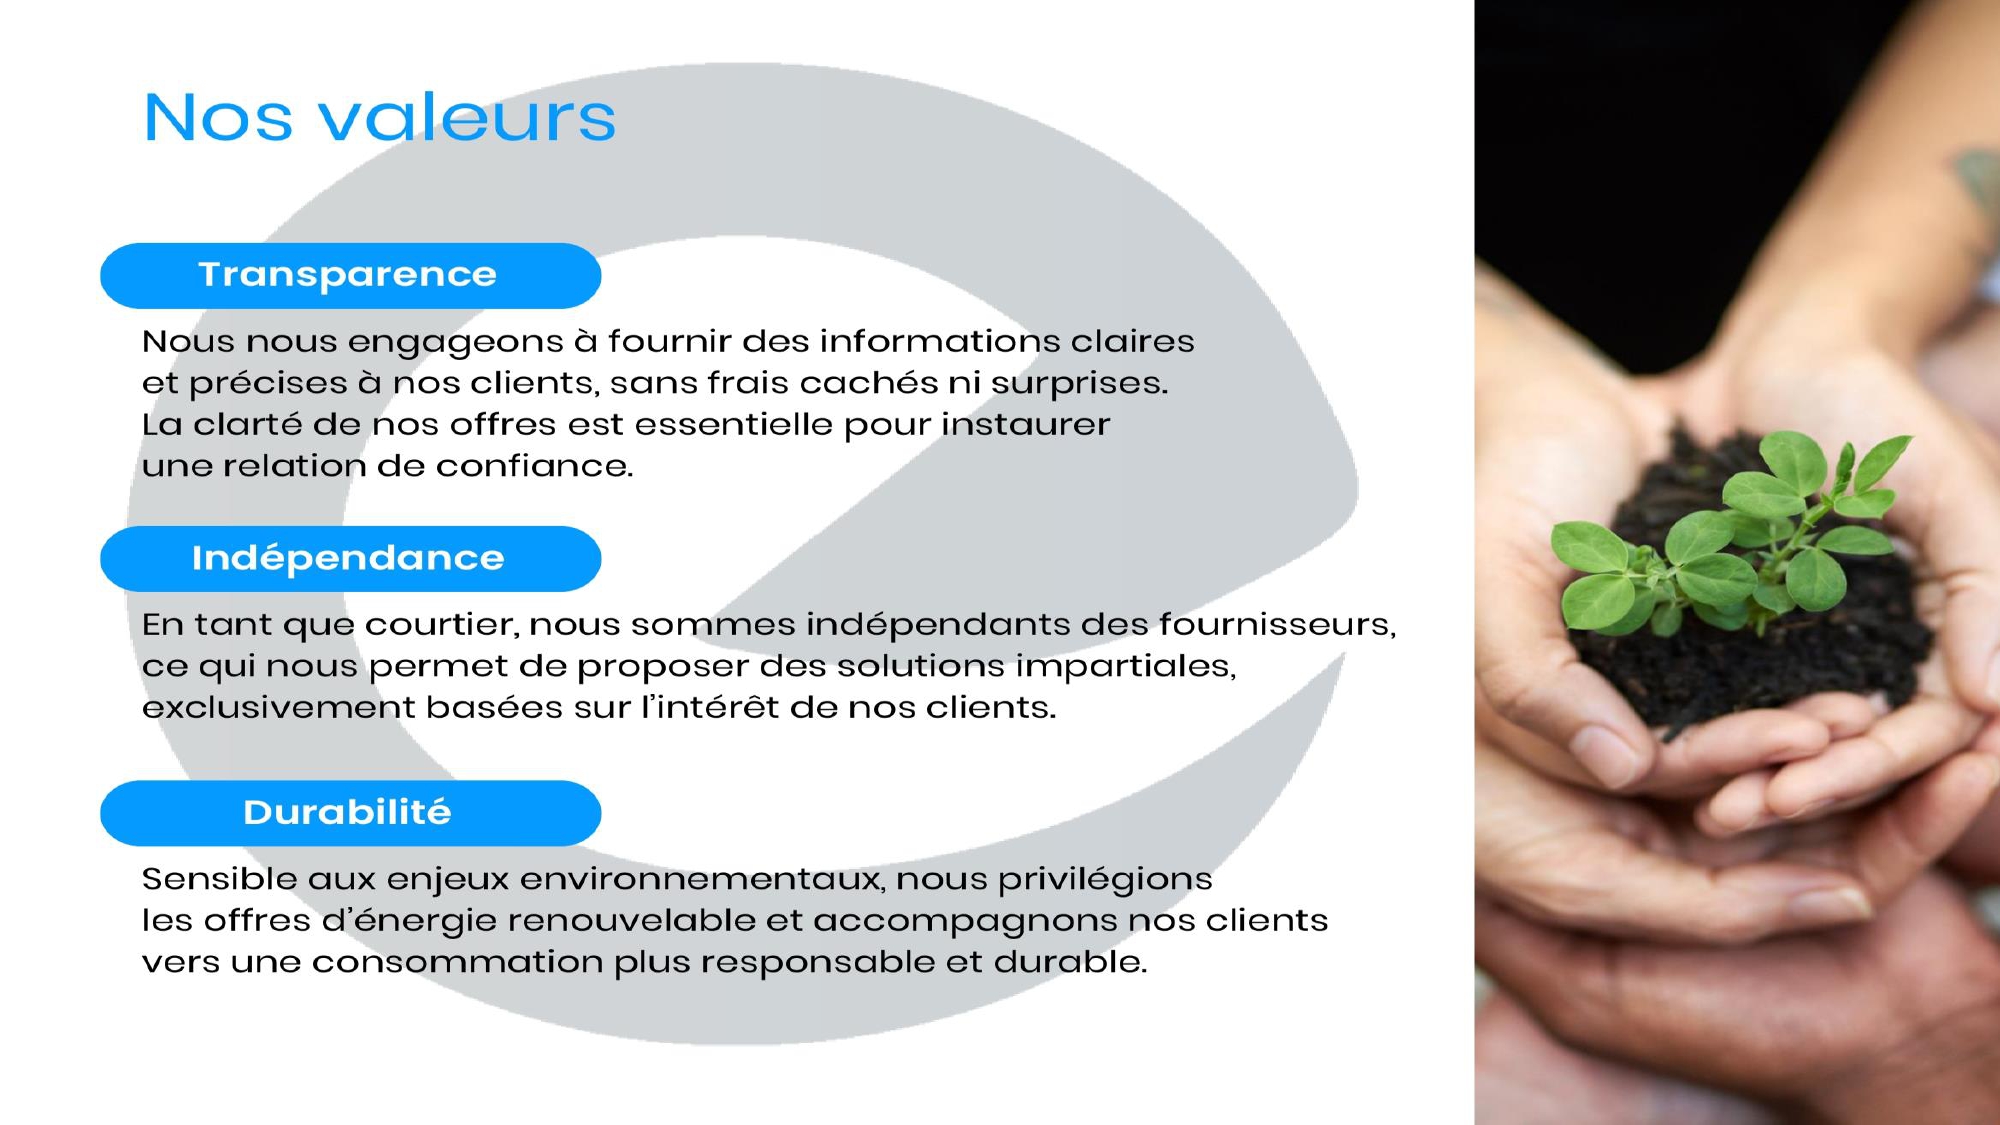 Nos valeurs
Transparence
Nous nous engageons à fournir des informations claires
et précises à nos clients, sans frais cachés ni surprises.
La clarté de nos offres est essentielle pour instaurer
une relation de confiance.
Indépendance
En tant que courtier, nous sommes indépendants des fournisseurs,
ce qui nous permet de proposer des solutions impartiales,
exclusivement basées sur l’intérêt de nos clients.
Durabilité
Sensible aux enjeux environnementaux, nous privilégions
les offres d’énergie renouvelable et accompagnons nos clients
vers une consommation plus responsable et durable.